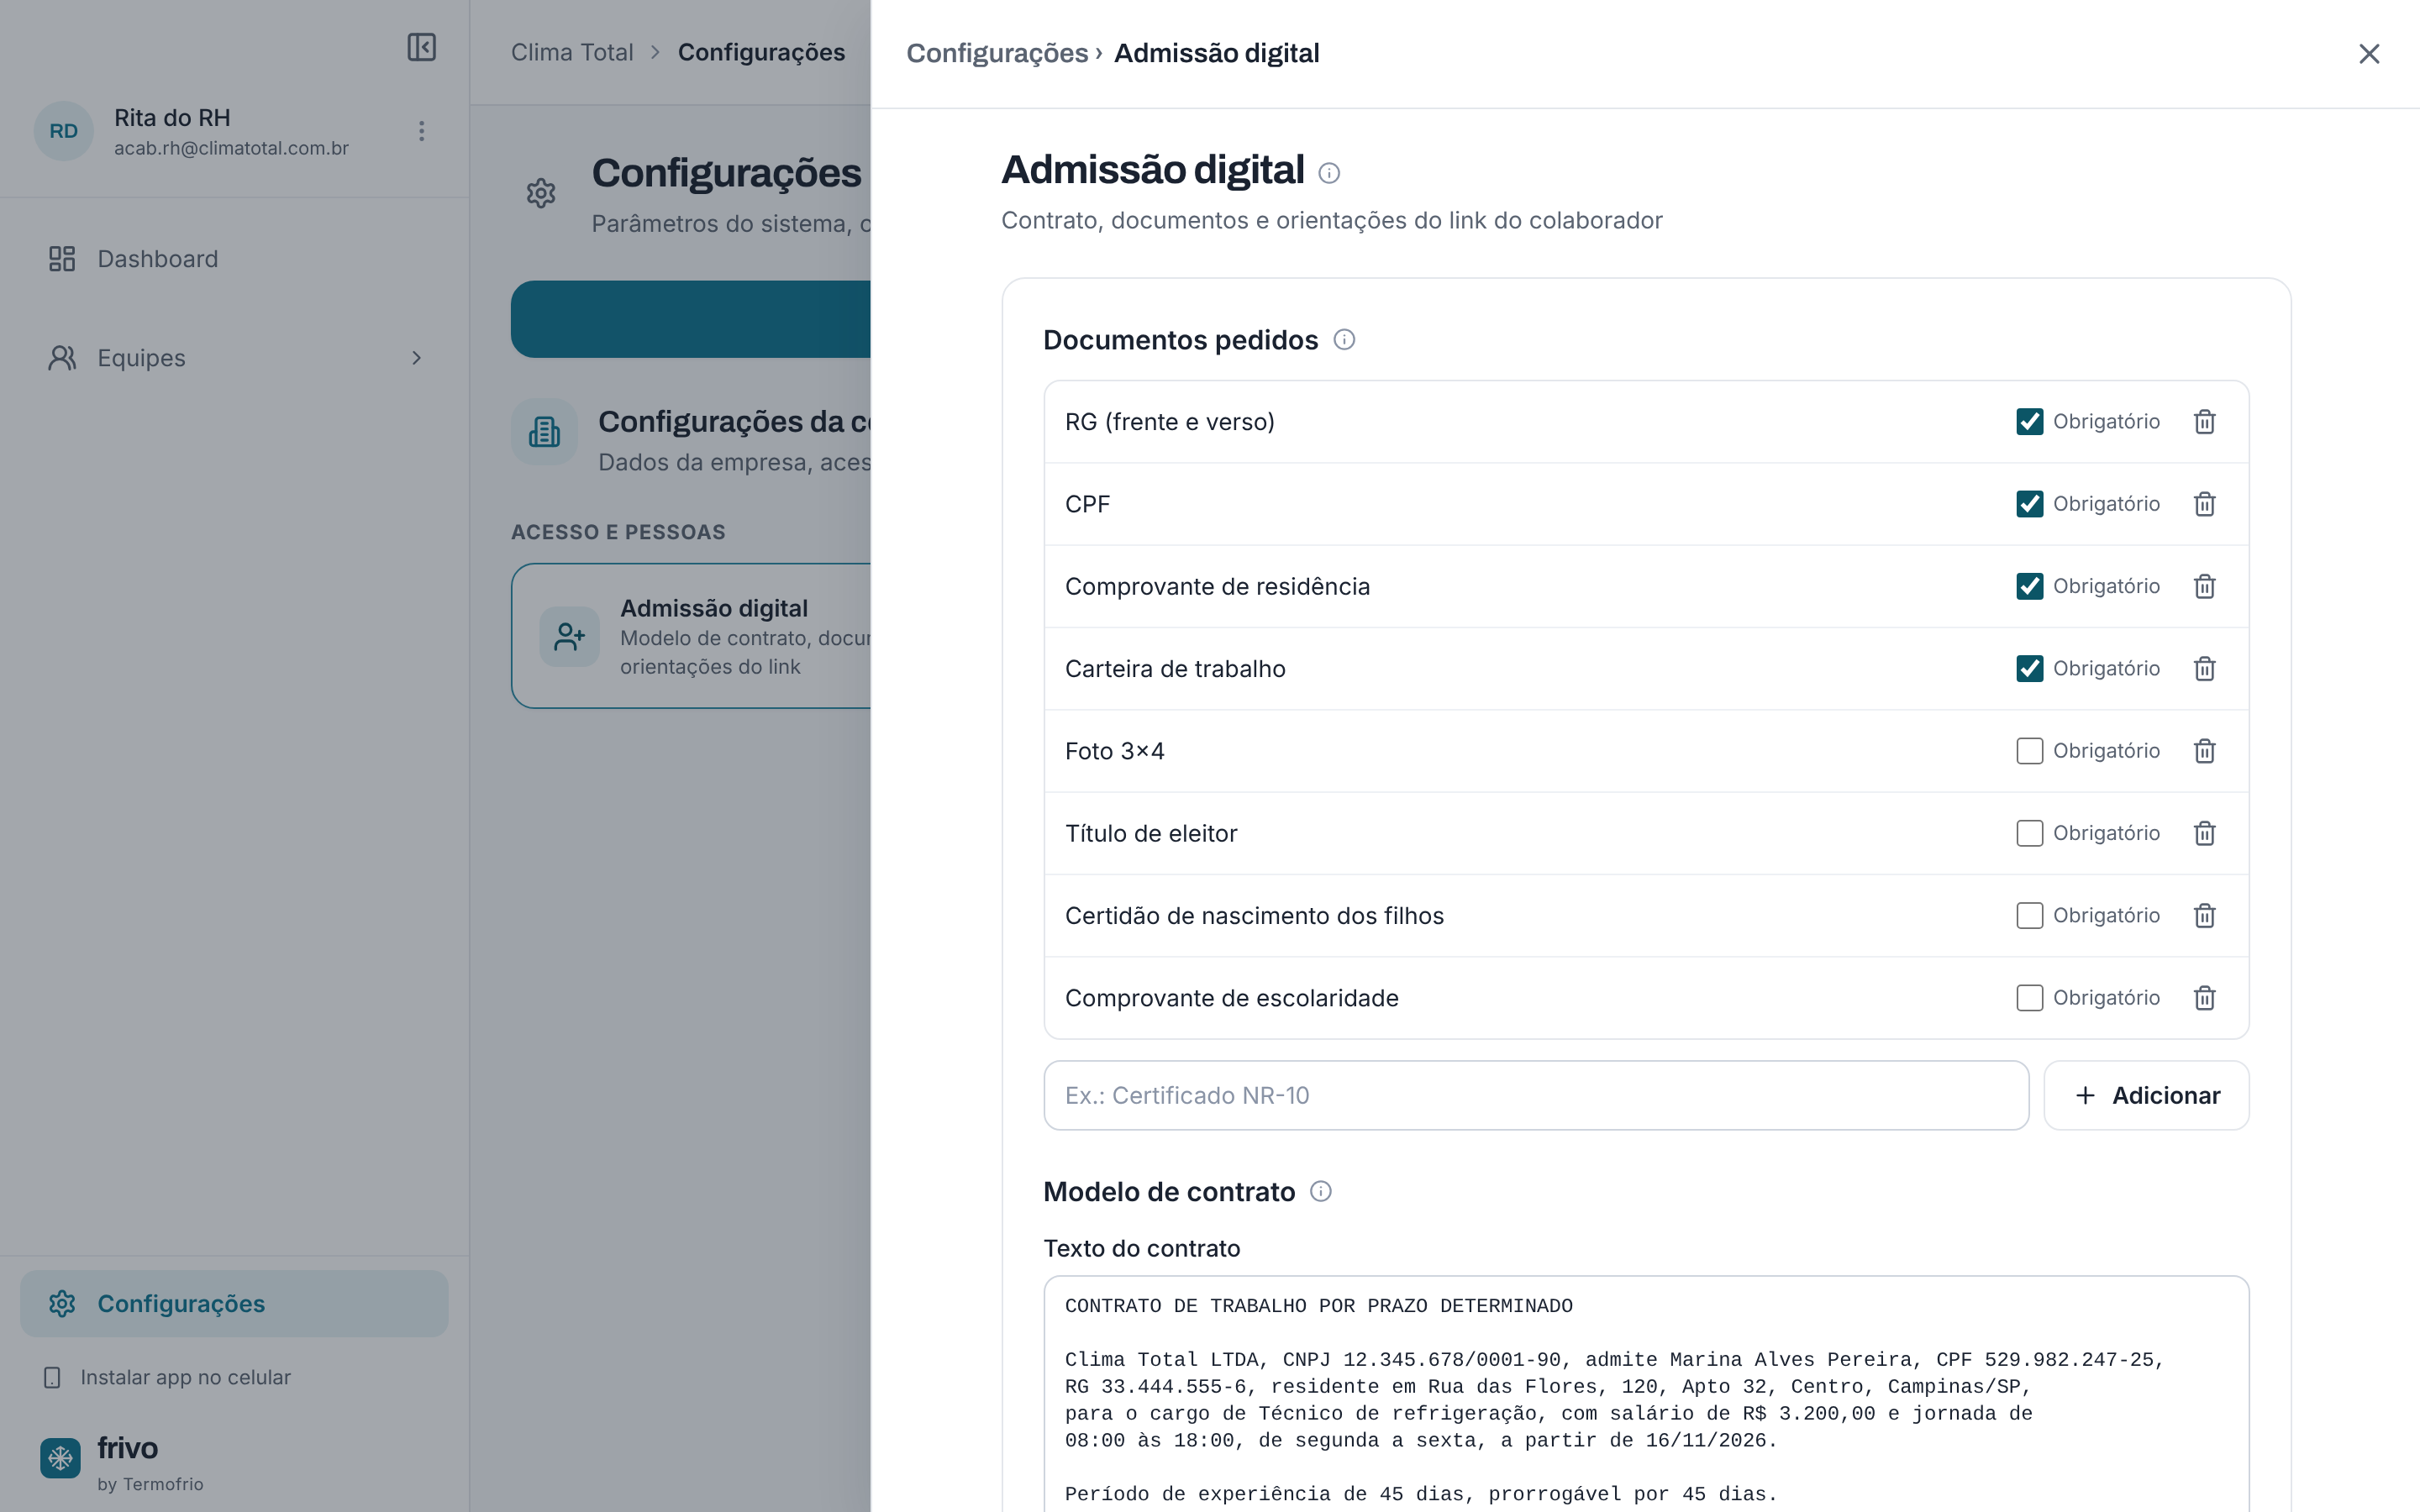 RD
Rita do RH
acab.rh@climatotal.com.br
Dashboard
Equipes
Configurações
Instalar app no celular
frivo
by Termofrio
Clima Total > Configurações
Configurações
Parâmetros do sistema, c
Configurações da c
Dados da empresa, aces
ACESSO E PESSOAS
Admissão digital
Modelo de contrato, docu
orientações do link
Configurações › Admissão digital
Admissão digital
Contrato, documentos e orientações do link do colaborador
Documentos pedidos
RG (frente e verso) Obrigatório
CPF Obrigatório
Comprovante de residência Obrigatório
Carteira de trabalho Obrigatório
Foto 3×4 Obrigatório
Título de eleitor Obrigatório
Certidão de nascimento dos filhos Obrigatório
Comprovante de escolaridade Obrigatório
Ex.: Certificado NR-10
+ Adicionar
Modelo de contrato
Texto do contrato
CONTRATO DE TRABALHO POR PRAZO DETERMINADO
Clima Total LTDA, CNPJ 12.345.678/0001-90, admite Marina Alves Pereira, CPF 529.982.247-25,
RG 33.444.555-6, residente em Rua das Flores, 120, Apto 32, Centro, Campinas/SP,
para o cargo de Técnico de refrigeração, com salário de R$ 3.200,00 e jornada de
08:00 às 18:00, de segunda a sexta, a partir de 16/11/2026.
Período de experiência de 45 dias, prorrogável por 45 dias.